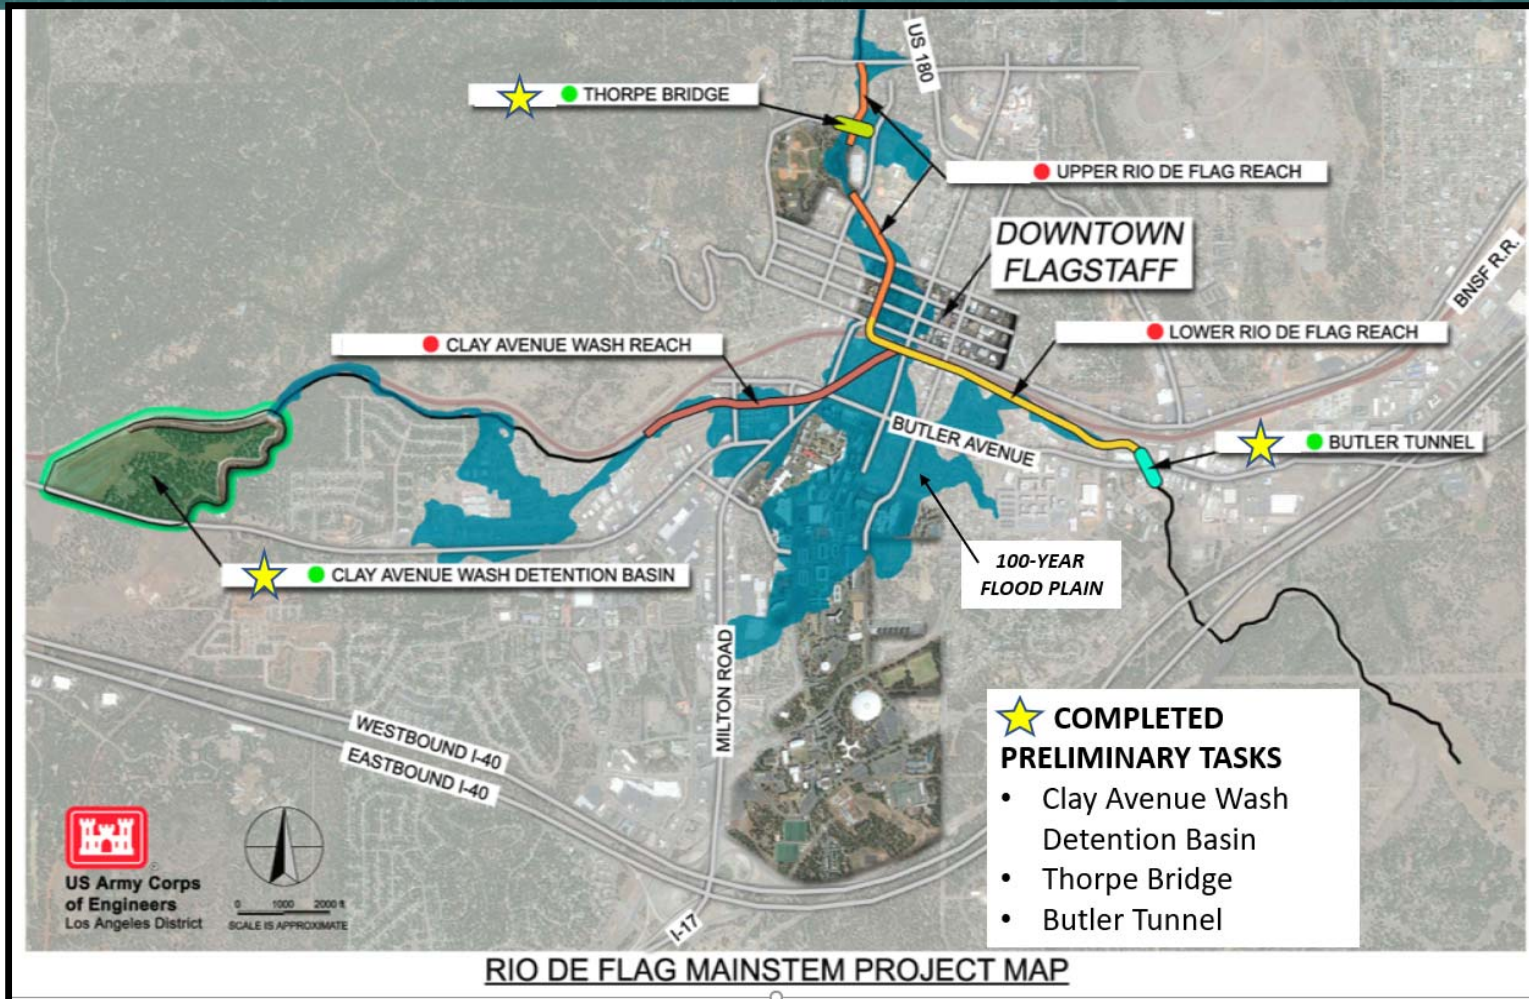 US 180
THORPE BRIDGE
UPPER RIO DE FLAG REACH
DOWNTOWN
FLAGSTAFF
BNSF R.R.
LOWER RIO DE FLAG REACH
CLAY AVENUE WASH REACH
BUTLER AVENUE
BUTLER TUNNEL
100-YEAR
FLOOD PLAIN
CLAY AVENUE WASH DETENTION BASIN
MILTON ROAD
WESTBOUND I-40
EASTBOUND I-40
COMPLETED
PRELIMINARY TASKS
• Clay Avenue Wash
Detention Basin
• Thorpe Bridge
• Butler Tunnel
US Army Corps
of Engineers
Los Angeles District
0 1000 2000 ft
SCALE IS APPROXIMATE
I-17
RIO DE FLAG MAINSTEM PROJECT MAP